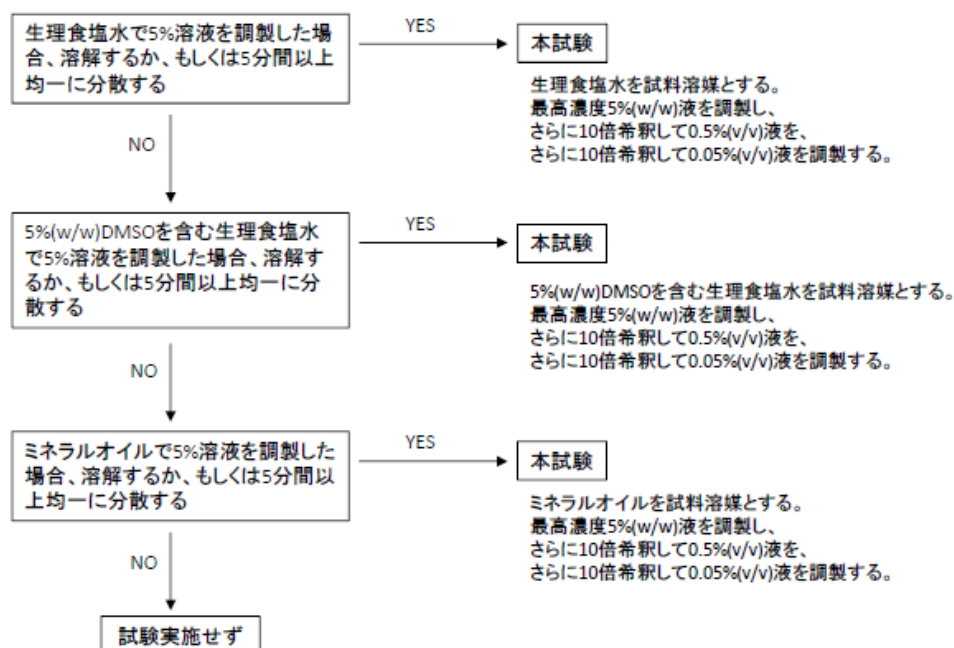 生理食塩水で5%溶液を調製した場
合、溶解するか、もしくは5分間以上
均一に分散する
YES
本試験
生理食塩水を試料溶媒とする。
最高濃度5%(w/w)液を調製し、
さらに10倍希釈して0.5%(v/v)液を、
さらに10倍希釈して0.05%(v/v)液を調製する。
NO
5%(w/w)DMSOを含む生理食塩水
で5%溶液を調製した場合、溶解す
るか、もしくは5分間以上均一に分
散する
YES
本試験
5%(w/w)DMSOを含む生理食塩水を試料溶媒とする。
最高濃度5%(w/w)液を調製し、
さらに10倍希釈して0.5%(v/v)液を、
さらに10倍希釈して0.05%(v/v)液を調製する。
NO
ミネラルオイルで5%溶液を調製した
場合、溶解するか、もしくは5分間以
上均一に分散する
YES
本試験
ミネラルオイルを試料溶媒とする。
最高濃度5%(w/w)液を調製し、
さらに10倍希釈して0.5%(v/v)液を、
さらに10倍希釈して0.05%(v/v)液を調製する。
NO
試験実施せず